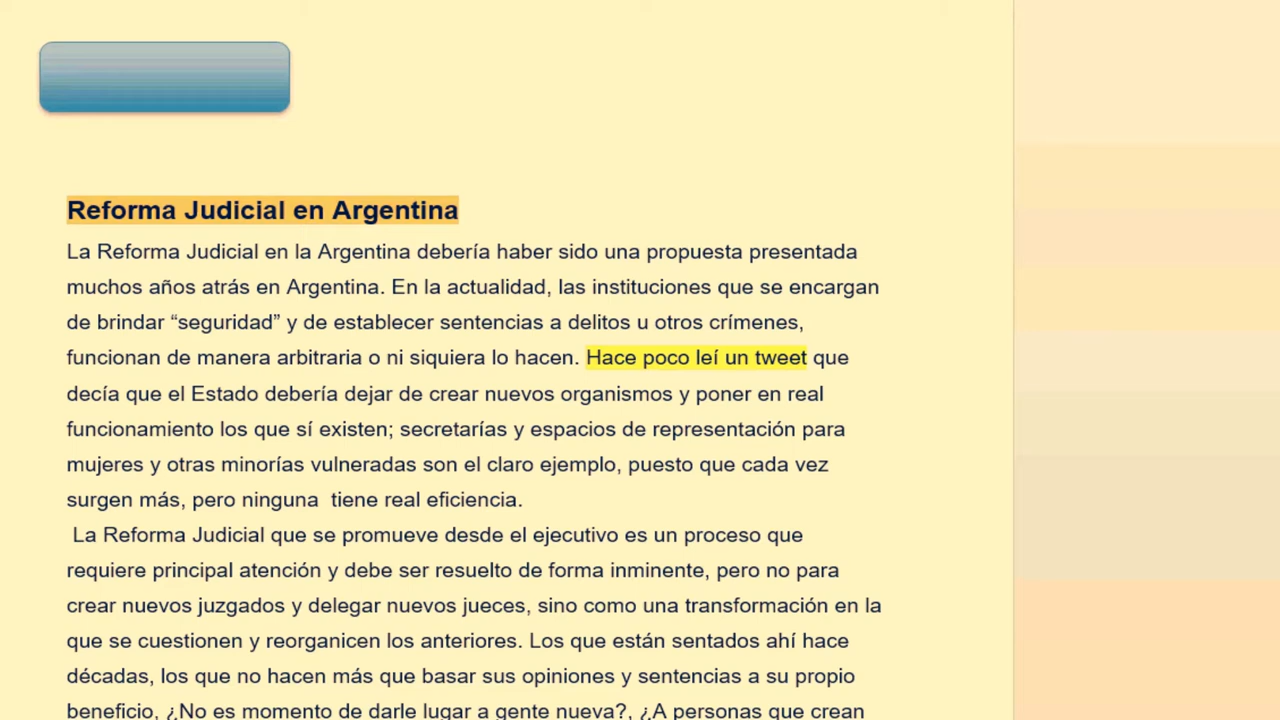 Reforma Judicial en Argentina
La Reforma Judicial en la Argentina debería haber sido una propuesta presentada
muchos años atrás en Argentina. En la actualidad, las instituciones que se encargan
de brindar “seguridad” y de establecer sentencias a delitos u otros crímenes,
funcionan de manera arbitraria o ni siquiera lo hacen. Hace poco leí un tweet que
decía que el Estado debería dejar de crear nuevos organismos y poner en real
funcionamiento los que sí existen; secretarías y espacios de representación para
mujeres y otras minorías vulneradas son el claro ejemplo, puesto que cada vez
surgen más, pero ninguna  tiene real eficiencia.
La Reforma Judicial que se promueve desde el ejecutivo es un proceso que
requiere principal atención y debe ser resuelto de forma inminente, pero no para
crear nuevos juzgados y delegar nuevos jueces, sino como una transformación en la
que se cuestionen y reorganicen los anteriores. Los que están sentados ahí hace
décadas, los que no hacen más que basar sus opiniones y sentencias a su propio
beneficio, ¿No es momento de darle lugar a gente nueva?, ¿A personas que crean